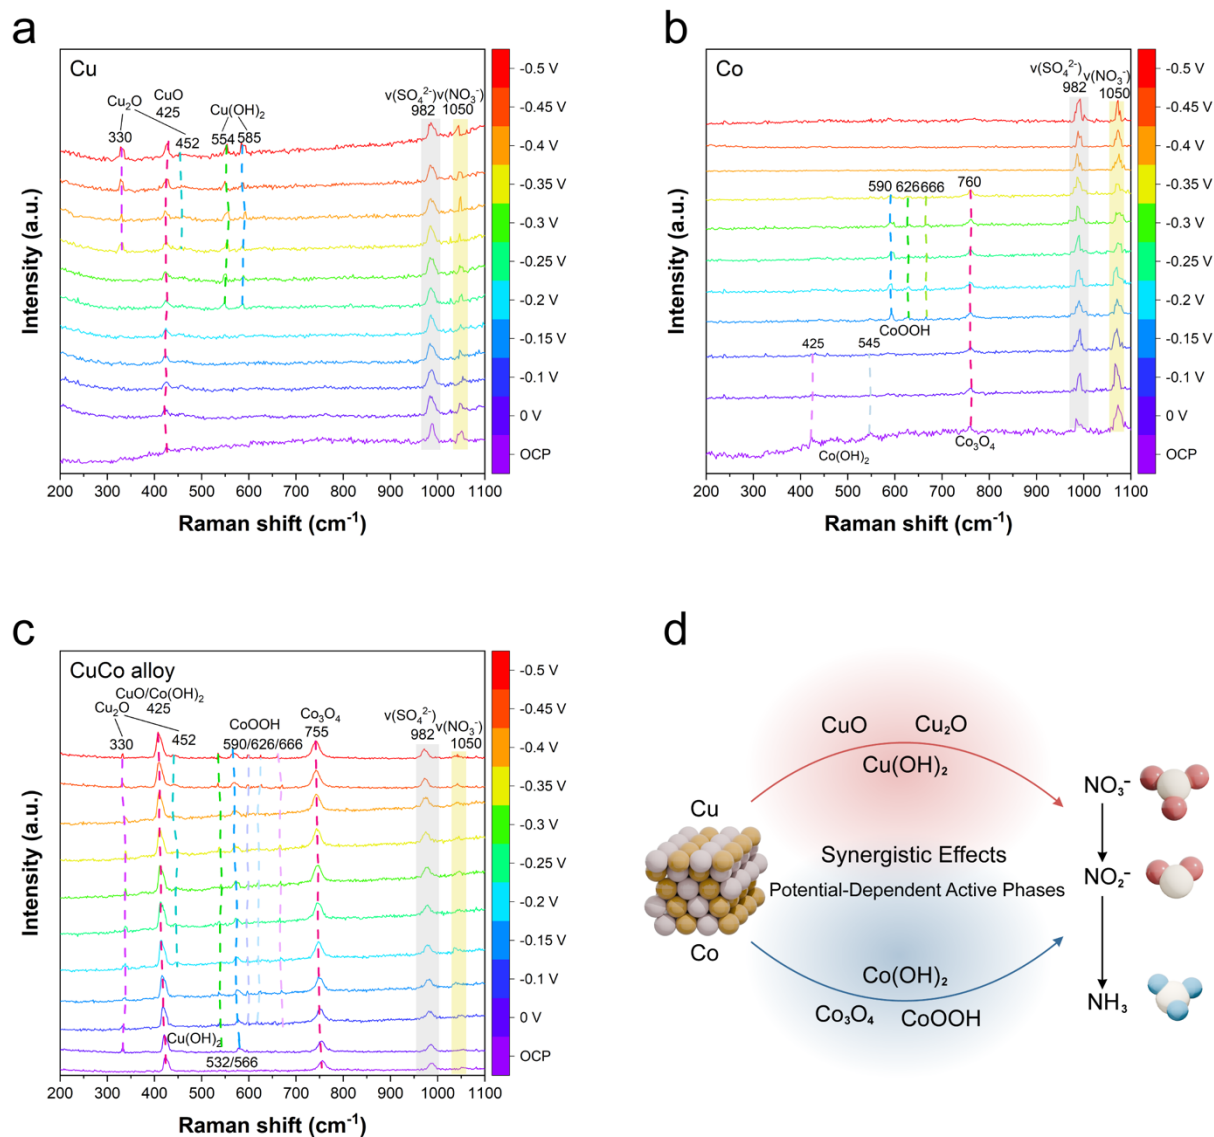 a
Cu
Cu₂O
CuO
425
Cu(OH)₂
v(SO₄²⁻)
v(NO₃⁻)
982
1050
330
452
554
585
-0.5 V
-0.45 V
-0.4 V
-0.35 V
-0.3 V
-0.25 V
-0.2 V
-0.15 V
-0.1 V
0 V
OCP
Intensity (a.u.)
200 300 400 500 600 700 800 900 1000 1100
Raman shift (cm⁻¹)
b
Co
v(SO₄²⁻)
v(NO₃⁻)
982
1050
590 626 666 760
CoOOH
425
545
Co(OH)₂
Co₃O₄
-0.5 V
-0.45 V
-0.4 V
-0.35 V
-0.3 V
-0.25 V
-0.2 V
-0.15 V
-0.1 V
0 V
OCP
Intensity (a.u.)
200 300 400 500 600 700 800 900 1000 1100
Raman shift (cm⁻¹)
c
CuCo alloy
CuO/Co(OH)₂
Cu₂O
425
330
452
CoOOH
590/626/666
Co₃O₄
755
v(SO₄²⁻)
v(NO₃⁻)
982
1050
Cu(OH)₂
532/566
-0.5 V
-0.45 V
-0.4 V
-0.35 V
-0.3 V
-0.25 V
-0.2 V
-0.15 V
-0.1 V
0 V
OCP
Intensity (a.u.)
200 300 400 500 600 700 800 900 1000 1100
Raman shift (cm⁻¹)
d
CuO
Cu₂O
Cu(OH)₂
Cu
Co
Synergistic Effects
Potential-Dependent Active Phases
Co(OH)₂
Co₃O₄
CoOOH
NO₃⁻
NO₂⁻
NH₃